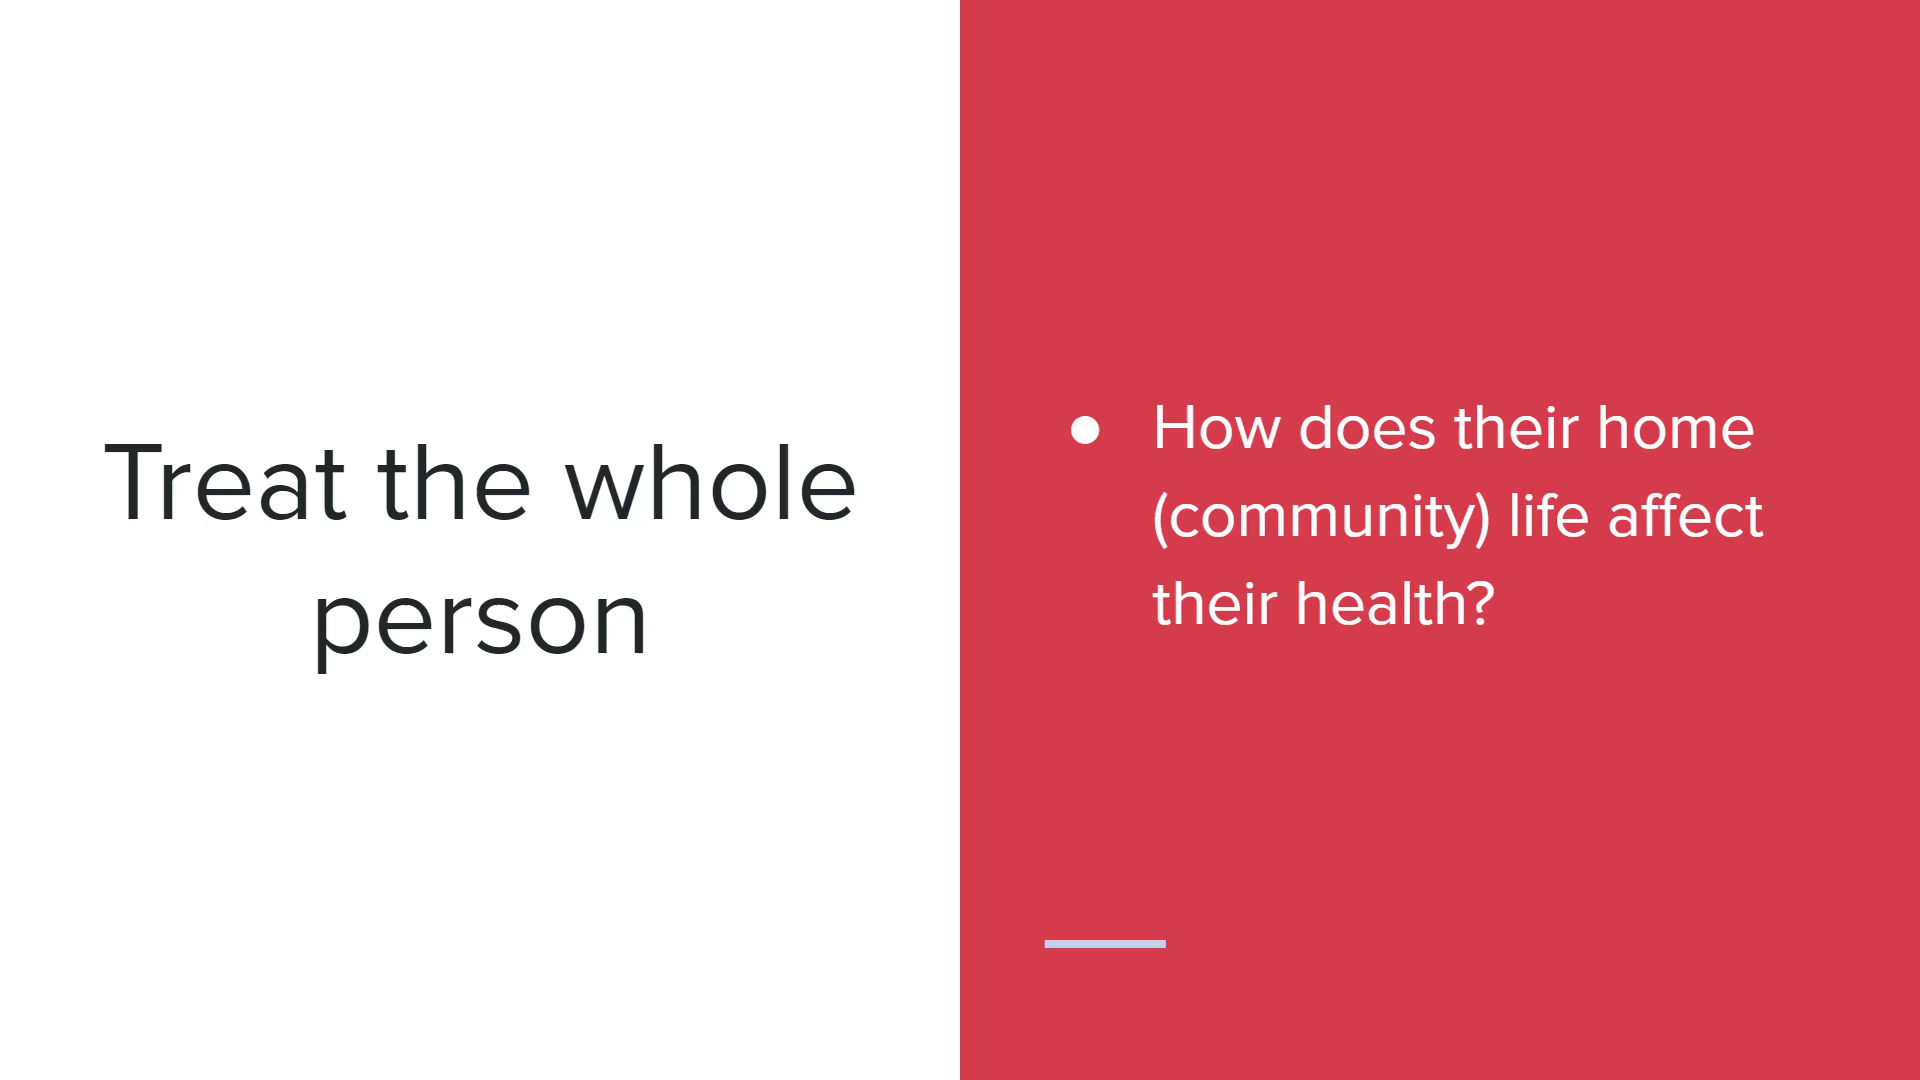 Treat the whole
person
● How does their home
(community) life affect
their health?